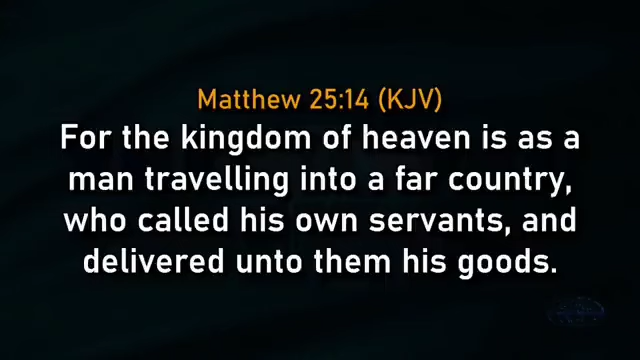 Matthew 25:14 (KJV)
For the kingdom of heaven is as a
man travelling into a far country,
who called his own servants, and
delivered unto them his goods.